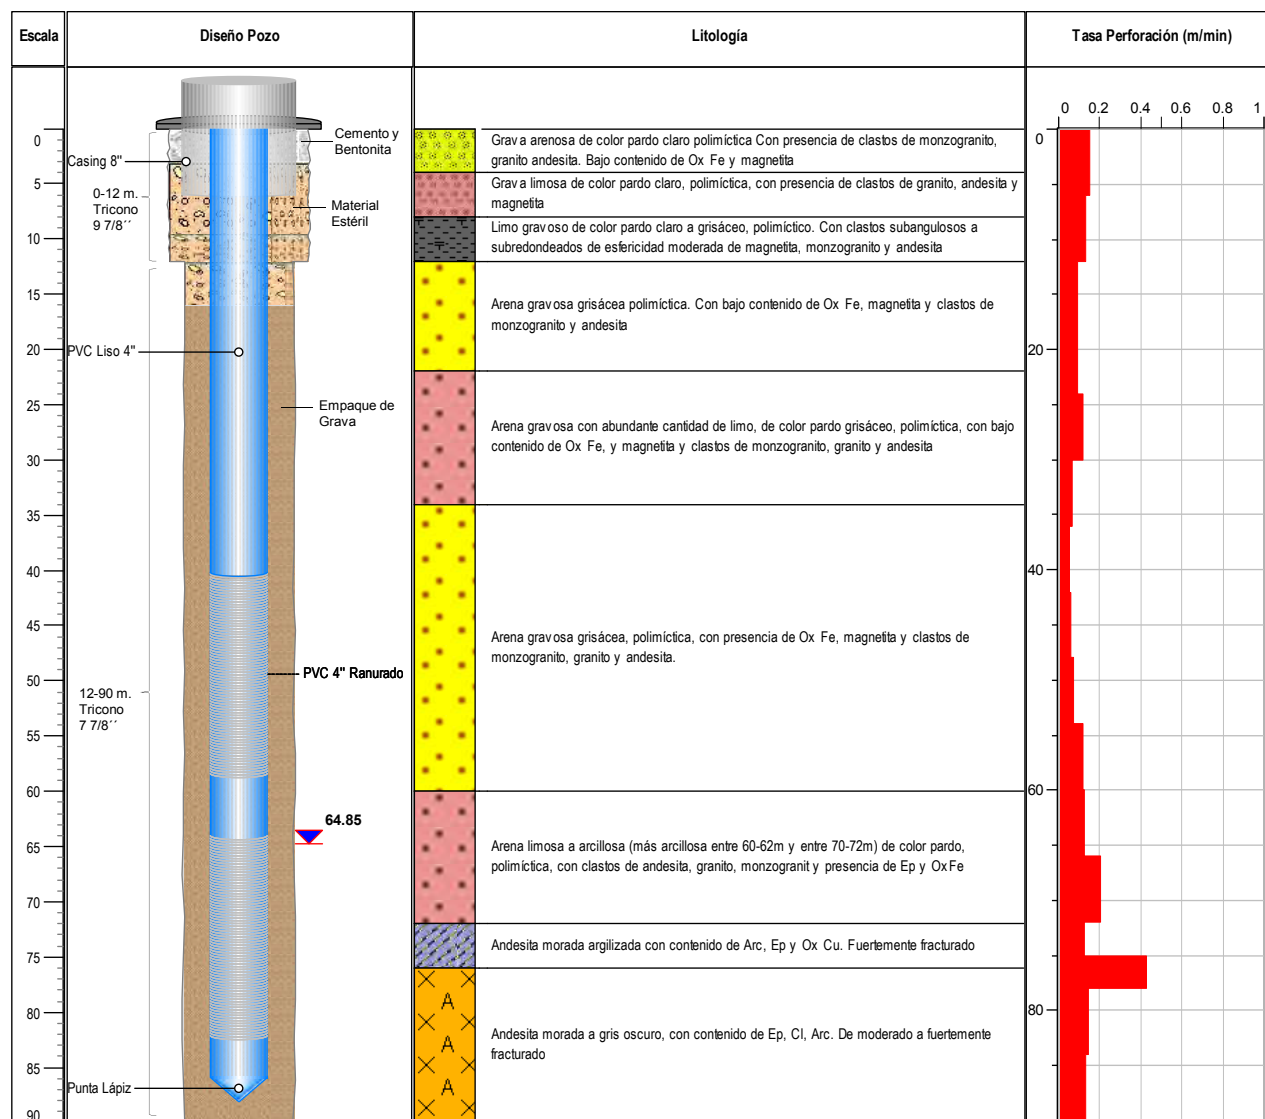 Escala
Diseño Pozo
Litología
Tasa Perforación (m/min)
0 0.2 0.4 0.6 0.8 1
0
5
10
15
20
25
30
35
40
45
50
55
60
65
70
75
80
85
90
Cemento y
Bentonita
Casing 8"
0-12 m.
Tricono
9 7/8´´
Material
Estéril
PVC Liso 4"
Empaque de
Grava
PVC 4" Ranurado
12-90 m.
Tricono
7 7/8´´
64.85
Punta Lápiz
Grava arenosa de color pardo claro polimíctica Con presencia de clastos de monzogranito,
granito andesita. Bajo contenido de Ox Fe y magnetita
Grava limosa de color pardo claro, polimíctica, con presencia de clastos de granito, andesita y
magnetita
Limo gravoso de color pardo claro a grisáceo, polimíctico. Con clastos subangulosos a
subredondeados de esfericidad moderada de magnetita, monzogranito y andesita
Arena gravosa grisácea polimíctica. Con bajo contenido de Ox Fe, magnetita y clastos de
monzogranito y andesita
Arena gravosa con abundante cantidad de limo, de color pardo grisáceo, polimíctica, con bajo
contenido de Ox Fe, y magnetita y clastos de monzogranito, granito y andesita
Arena gravosa grisácea, polimíctica, con presencia de Ox Fe, magnetita y clastos de
monzogranito, granito y andesita.
Arena limosa a arcillosa (más arcillosa entre 60-62m y entre 70-72m) de color pardo,
polimíctica, con clastos de andesita, granito, monzogranit y presencia de Ep y OxFe
Andesita morada argilizada con contenido de Arc, Ep y Ox Cu. Fuertemente fracturado
A
A
A
Andesita morada a gris oscuro, con contenido de Ep, Cl, Arc. De moderado a fuertemente
fracturado
0
20
40
60
80